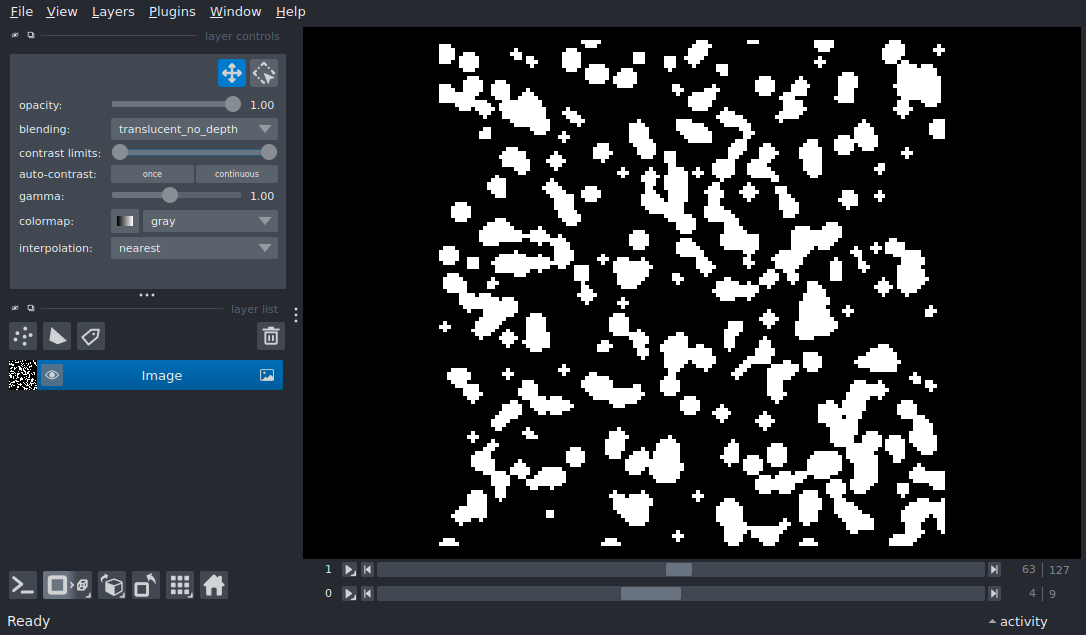 File View Layers Plugins Window Help
layer controls
opacity: 1.00
blending: translucent_no_depth
contrast limits:
auto-contrast: once continuous
gamma: 1.00
colormap: gray
interpolation: nearest
layer list
Image
1 63 127
0 4 9
Ready activity